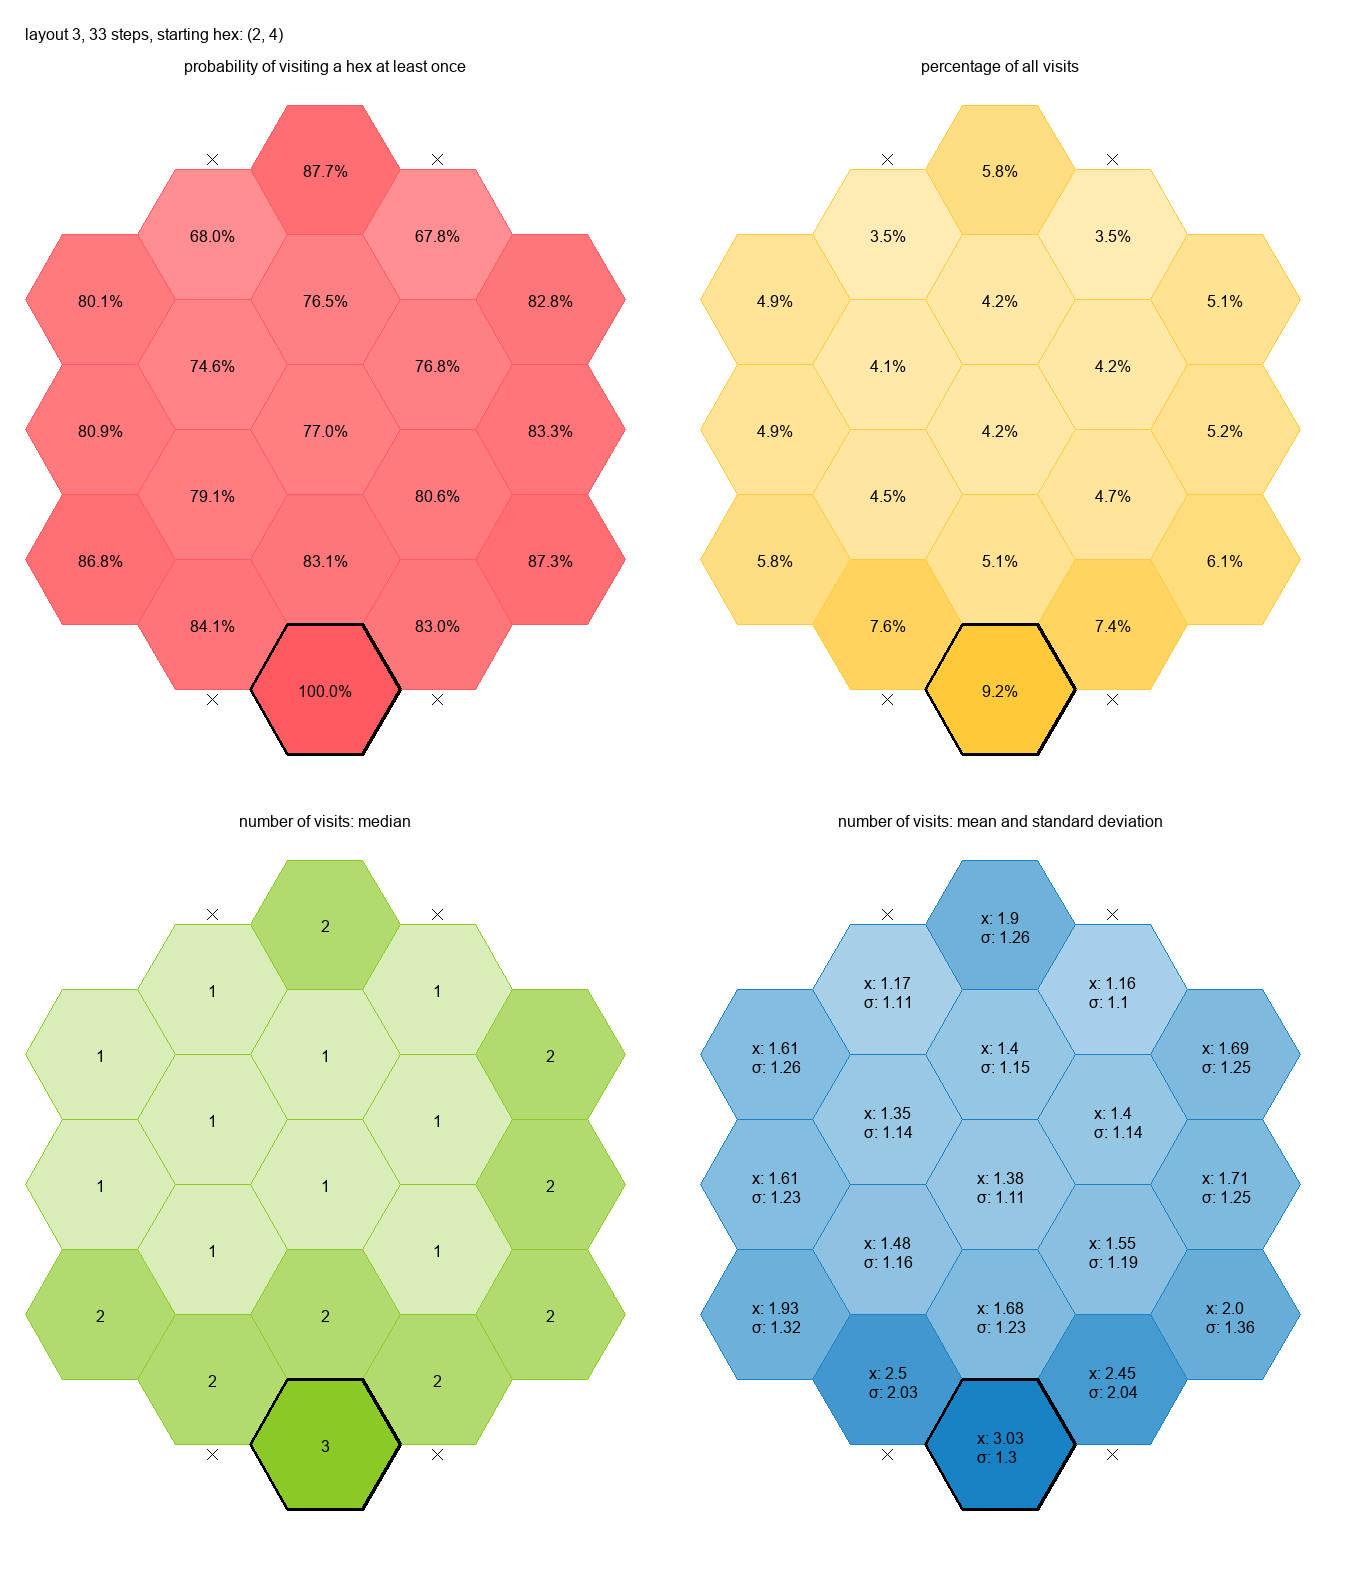 layout 3, 33 steps, starting hex: (2, 4)
probability of visiting a hex at least once
87.7%
68.0% 67.8%
80.1% 76.5% 82.8%
74.6% 76.8%
80.9% 77.0% 83.3%
79.1% 80.6%
86.8% 83.1% 87.3%
84.1% 83.0%
100.0%
percentage of all visits
5.8%
3.5% 3.5%
4.9% 4.2% 5.1%
4.1% 4.2%
4.9% 4.2% 5.2%
4.5% 4.7%
5.8% 5.1% 6.1%
7.6% 7.4%
9.2%
number of visits: median
2
1 1
1 1 2
1 1
1 1 2
1 1
2 2 2
2 2
3
number of visits: mean and standard deviation
x: 1.9
σ: 1.26
x: 1.17 x: 1.16
σ: 1.11 σ: 1.1
x: 1.61 x: 1.4 x: 1.69
σ: 1.26 σ: 1.15 σ: 1.25
x: 1.35 x: 1.4
σ: 1.14 σ: 1.14
x: 1.61 x: 1.38 x: 1.71
σ: 1.23 σ: 1.11 σ: 1.25
x: 1.48 x: 1.55
σ: 1.16 σ: 1.19
x: 1.93 x: 1.68 x: 2.0
σ: 1.32 σ: 1.23 σ: 1.36
x: 2.5 x: 2.45
σ: 2.03 σ: 2.04
x: 3.03
σ: 1.3